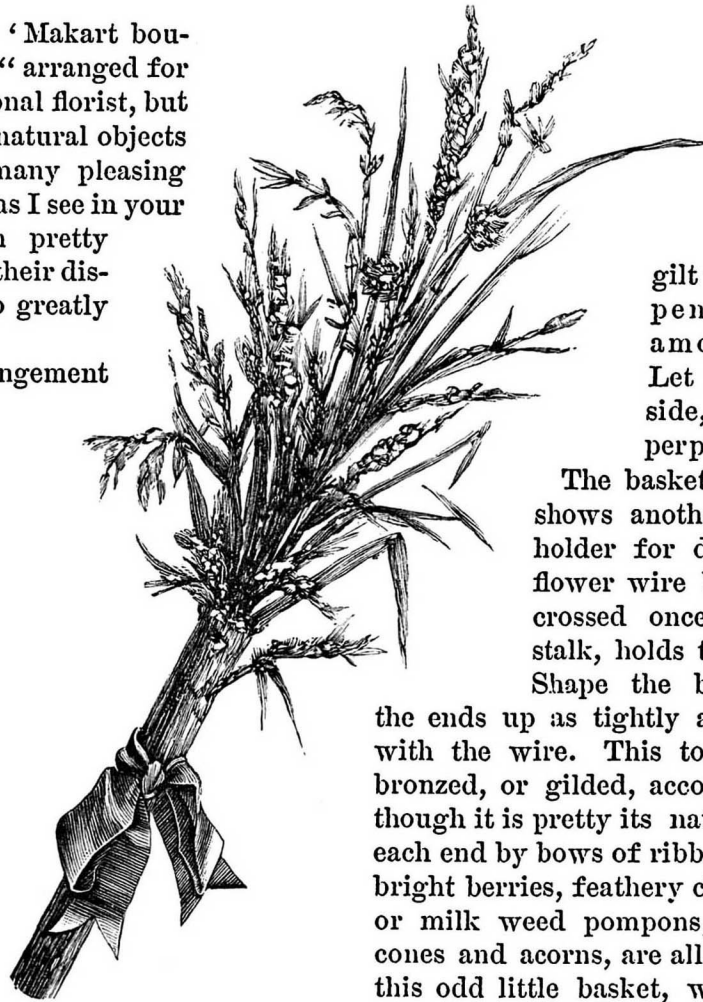 ‘Makart bou-
“ arranged for
onal florist, but
natural objects
many pleasing
as I see in your
pretty
their dis-
greatly
ngement
gilt
pen
amo
Let
side,
perp
The basket
shows anoth
holder for d
flower wire
crossed once
stalk, holds t
Shape the b
the ends up as tightly a
with the wire. This to
bronzed, or gilded, acco
though it is pretty its na
each end by bows of ribb
bright berries, feathery c
or milk weed pompons,
cones and acorns, are all
this odd little basket, w